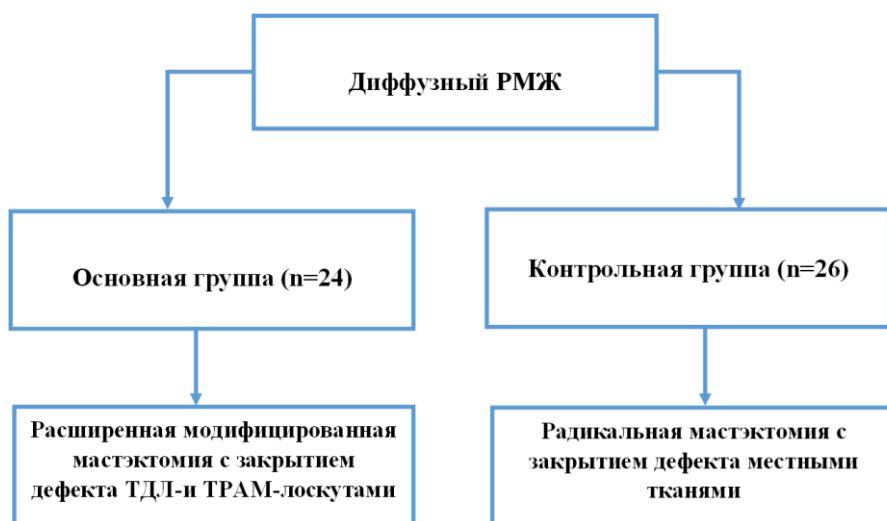 Диффузный РМЖ
Основная группа (n=24)
Контрольная группа (n=26)
Расширенная модифицированная
мастэктомия с закрытием
дефекта ТДЛ-и ТРАМ-лоскутами
Радикальная мастэктомия с
закрытием дефекта местными
тканями